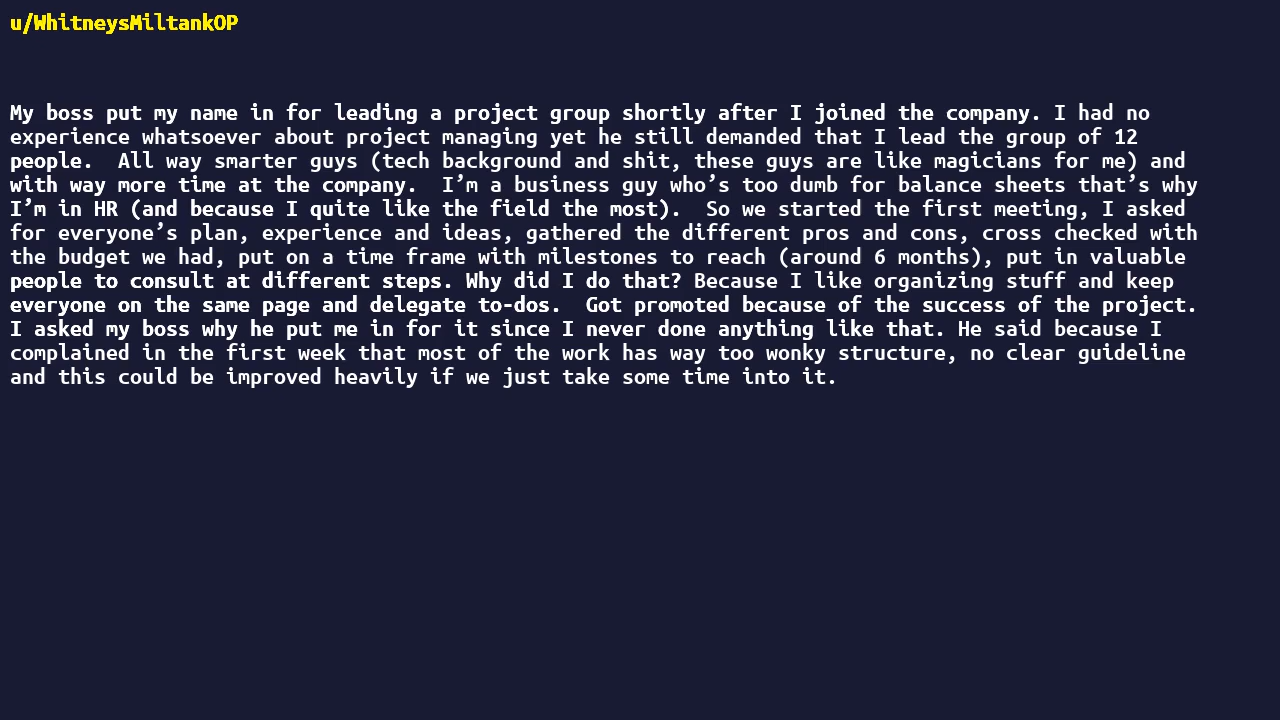 u/WhitneysMiltankOP
My boss put my name in for leading a project group shortly after I joined the company. I had no
experience whatsoever about project managing yet he still demanded that I lead the group of 12
people.  All way smarter guys (tech background and shit, these guys are like magicians for me) and
with way more time at the company.  I’m a business guy who’s too dumb for balance sheets that’s why
I’m in HR (and because I quite like the field the most).  So we started the first meeting, I asked
for everyone’s plan, experience and ideas, gathered the different pros and cons, cross checked with
the budget we had, put on a time frame with milestones to reach (around 6 months), put in valuable
people to consult at different steps. Why did I do that? Because I like organizing stuff and keep
everyone on the same page and delegate to-dos.  Got promoted because of the success of the project.
I asked my boss why he put me in for it since I never done anything like that. He said because I
complained in the first week that most of the work has way too wonky structure, no clear guideline
and this could be improved heavily if we just take some time into it.